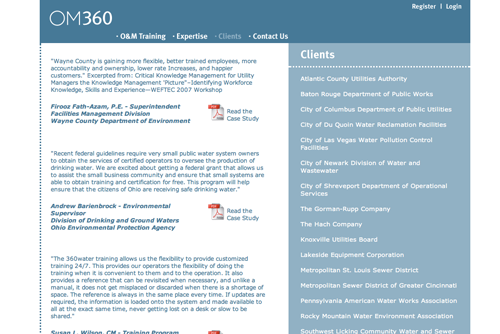 Register | Login
OM360
· O&M Training · Expertise · Clients · Contact Us
"Wayne County is gaining more flexible, better trained employees, more
accountability and ownership, lower rate Increases, and happier
customers." Excerpted from: Critical Knowledge Management for Utility
Managers the Knowledge Management "Picture"–Identifying Workforce
Knowledge, Skills and Experience—WEFTEC 2007 Workshop
Firooz Fath-Azam, P.E. - Superintendent
Facilities Management Division
Wayne County Department of Environment
Read the
Case Study
"Recent federal guidelines require very small public water system owners
to obtain the services of certified operators to oversee the production of
drinking water. We are excited about getting a federal grant that allows us
to assist the small business community and ensure that small systems are
able to obtain training and certification for free. This program will help
ensure that the citizens of Ohio are receiving safe drinking water."
Andrew Barienbrock - Environmental
Supervisor
Division of Drinking and Ground Waters
Ohio Environmental Protection Agency
Read the
Case Study
"The 360water training allows us the flexibility to provide customized
training 24/7. This provides our operators the flexibility of doing the
training when it is convenient to them and to the operation. It also
provides a reference that can be revisited when necessary, and unlike a
manual, it does not get misplaced or discarded when there is a shortage of
space. The reference is always in the same place every time. If updates are
required, the information is loaded onto the system and made available to
all at the exact same time, never getting lost on a desk or slow to be
shared."
Susan L. Wilson, CM - Training Program
Clients
Atlantic County Utilities Authority
Baton Rouge Department of Public Works
City of Columbus Department of Public Utilities
City of Du Quoin Water Reclamation Facilities
City of Las Vegas Water Pollution Control
Facilities
City of Newark Division of Water and
Wastewater
City of Shreveport Department of Operational
Services
The Gorman-Rupp Company
The Hach Company
Knoxville Utilities Board
Lakeside Equipment Corporation
Metropolitan St. Louis Sewer District
Metropolitan Sewer District of Greater Cincinnati
Pennsylvania American Water Works Association
Rocky Mountain Water Environment Association
Southwest Licking Community Water and Sewer